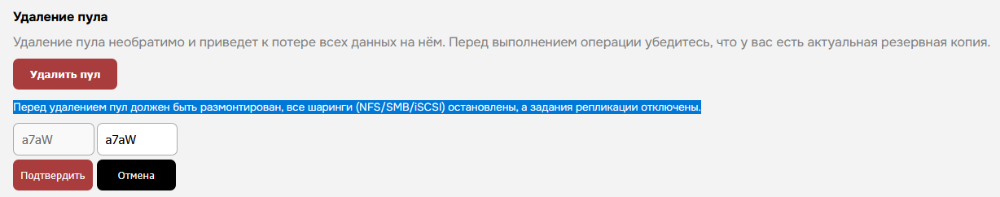 Удаление пула
Удаление пула необратимо и приведет к потере всех данных на нём. Перед выполнением операции убедитесь, что у вас есть актуальная резервная копия.
Удалить пул
Перед удалением пул должен быть размонтирован, все шаринги (NFS/SMB/iSCSI) остановлены, а задания репликации отключены.
a7aW a7aW
Подтвердить Отмена